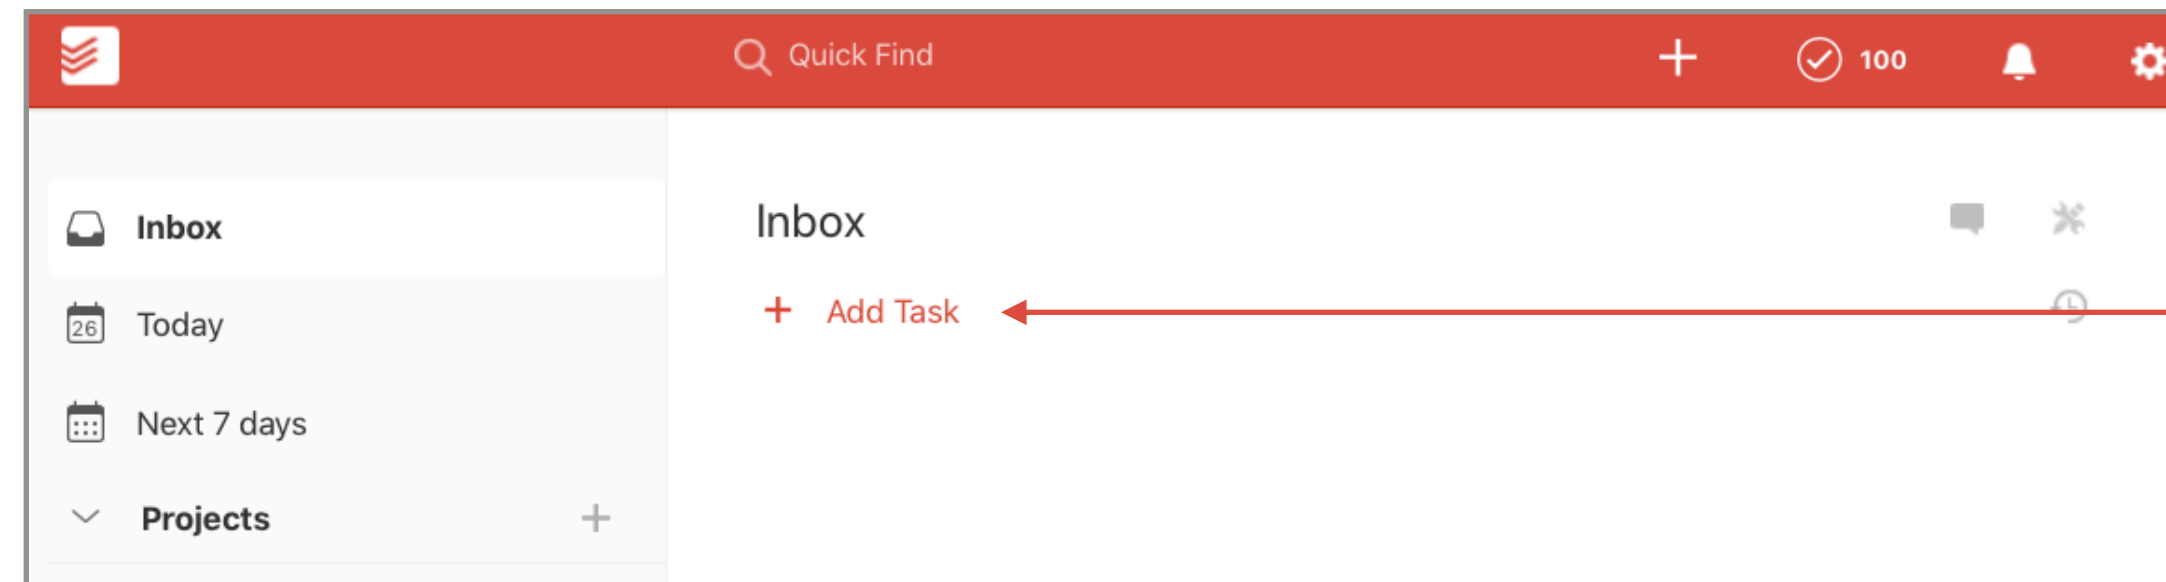 Quick Find
100
Inbox
26
Today
Next 7 days
Projects
Inbox
Add Task